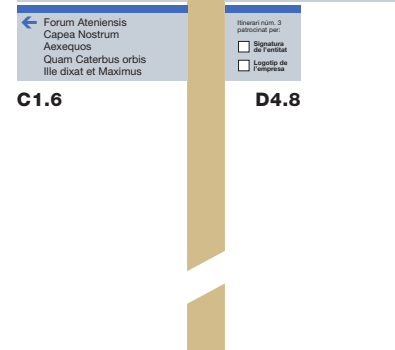 Forum Ateniensis
Capea Nostrum
Aexequos
Quam Caterbus orbis
Ille dixat et Maximus
Itinerari núm. 3
patrocinat per:
Signatura
de l'entitat
Logotip de
l'empresa
C1.6
D4.8